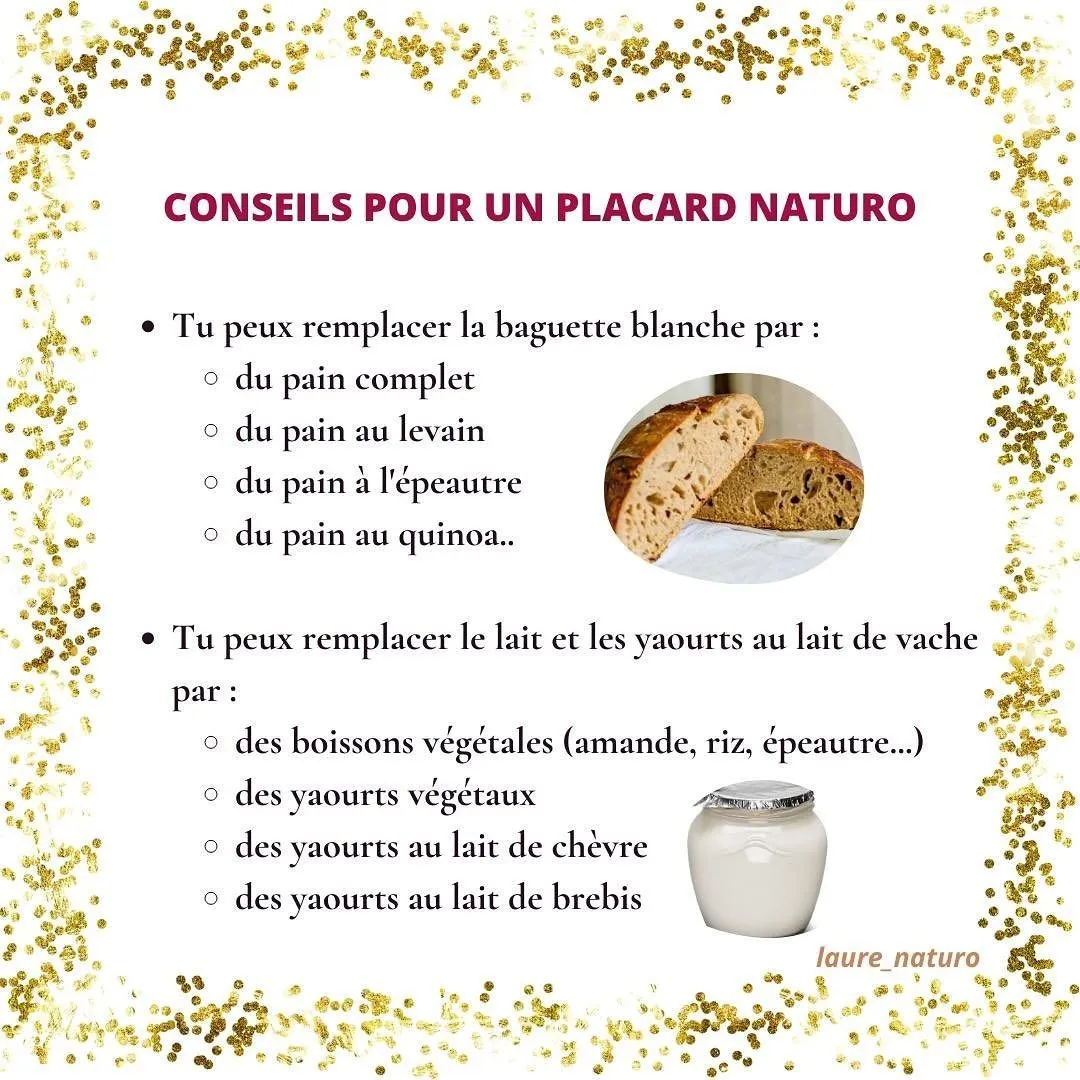 CONSEILS POUR UN PLACARD NATURO
• Tu peux remplacer la baguette blanche par :
◦ du pain complet
◦ du pain au levain
◦ du pain à l'épeautre
◦ du pain au quinoa..
• Tu peux remplacer le lait et les yaourts au lait de vache
par :
◦ des boissons végétales (amande, riz, épeautre...)
◦ des yaourts végétaux
◦ des yaourts au lait de chèvre
◦ des yaourts au lait de brebis
laure_naturo